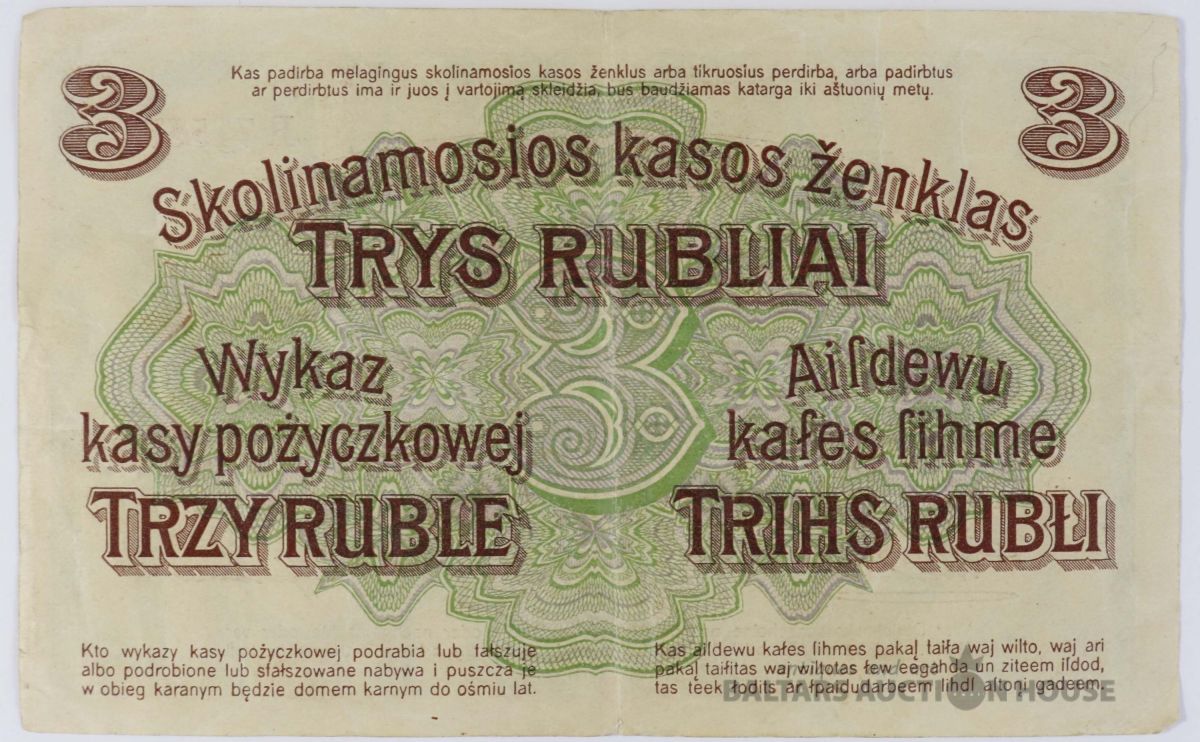 3
3
Kas padirba melagingus skolinamosios kasos ženklus arba tikruosius perdirba, arba padirbtus
ar perdirbtus ima ir juos į vartojimą skleidžia, bus baudžiamas katarga iki aštuonių metų.
Skolinamosios kasos ženklas
TRYS RUBLIAI
3
Wykaz
kasy pożyczkowej
TRZY RUBLE
Aiſdewu
kaſes ſihme
TRIHS RUBŁI
Kto wykazy kasy pożyczkowej podrabia lub fałszuje
albo podrobione lub sfałszowane nabywa i puszcza je
w obieg karanym będzie domem karnym do ośmiu lat.
Kas aiſdewu kaſes ſihmes pakaļ taiſa waj wilto, waj ari
pakaļ taiſitas waj wiltotas ſew eegahda un ziteem iſdod,
tas teek ſodits ar ſpaidudarbeem lihdſ aſtoņi gadeem.
BALTARS AUCTION HOUSE